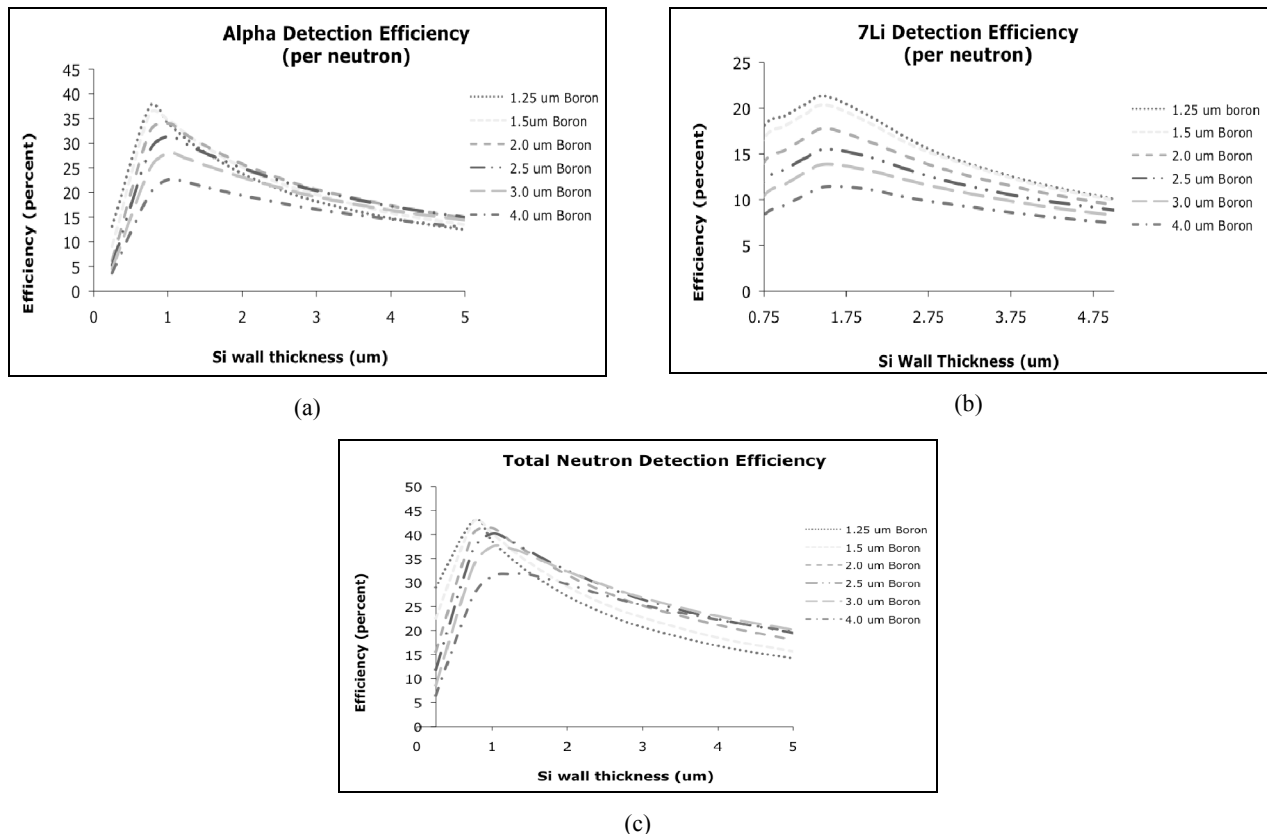 Alpha Detection Efficiency
(per neutron)
45
40
35
30
25
20
15
10
5
0
Efficiency (percent)
0 1 2 3 4 5
Si wall thickness (um)
1.25 um Boron
1.5um Boron
2.0 um Boron
2.5 um Boron
3.0 um Boron
4.0 um Boron
(a)
7Li Detection Efficiency
(per neutron)
25
20
15
10
5
0
Efficiency (percent)
0.75 1.75 2.75 3.75 4.75
Si Wall Thickness (um)
1.25 um Boron
1.5 um Boron
2.0 um Boron
2.5 um Boron
3.0 um Boron
4.0 um Boron
(b)
Total Neutron Detection Efficiency
50
45
40
35
30
25
20
15
10
5
0
Efficiency (percent)
0 1 2 3 4 5
Si wall thickness (um)
1.25 um Boron
1.5 um Boron
2.0 um Boron
2.5 um Boron
3.0 um Boron
4.0 um Boron
(c)